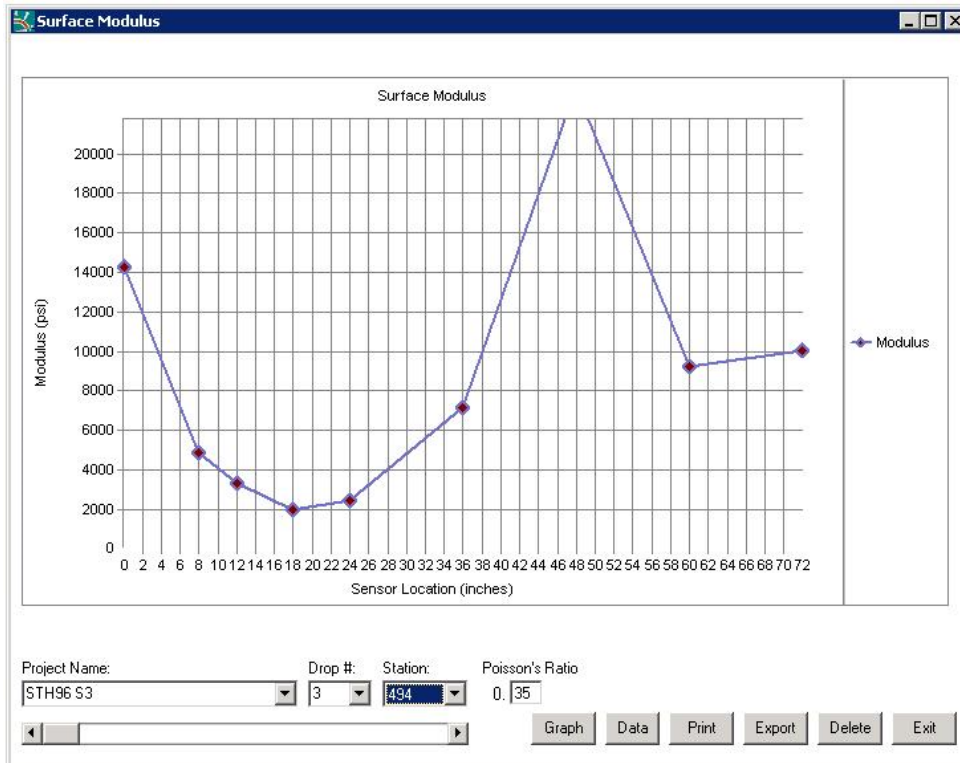 Surface Modulus
Surface Modulus
20000
18000
16000
14000
12000
10000
8000
6000
4000
2000
0
Modulus (psi)
0 2 4 6 8 10 12 14 16 18 20 22 24 26 28 30 32 34 36 38 40 42 44 46 48 50 52 54 56 58 60 62 64 66 68 70 72
Sensor Location (inches)
Modulus
Project Name: Drop #: Station: Poisson's Ratio
STH96 S3 3 494 0. 35
Graph Data Print Export Delete Exit